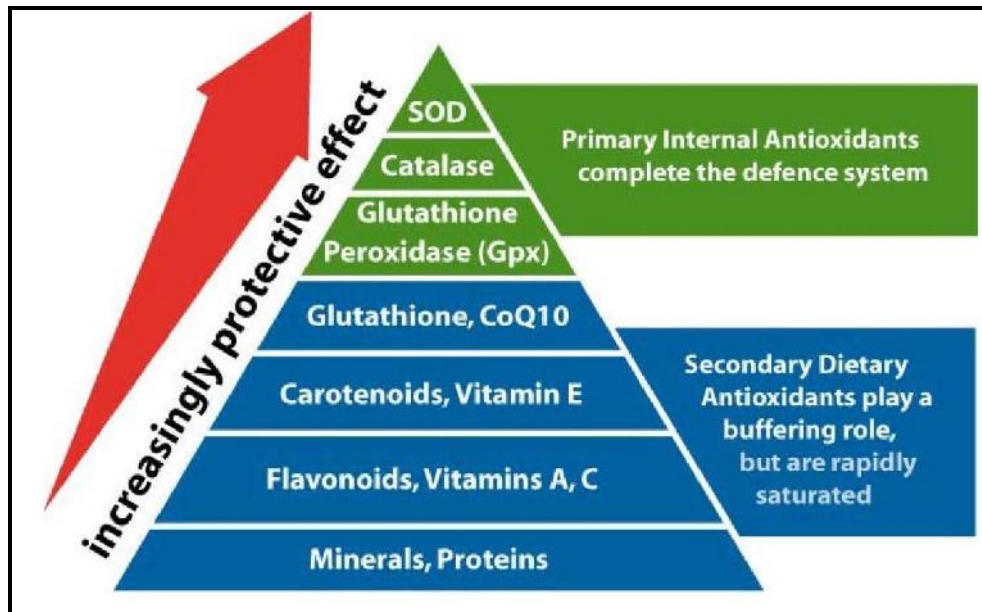 increasingly protective effect
SOD
Catalase
Glutathione
Peroxidase (Gpx)
Glutathione, CoQ10
Carotenoids, Vitamin E
Flavonoids, Vitamins A, C
Minerals, Proteins
Primary Internal Antioxidants
complete the defence system
Secondary Dietary
Antioxidants play a
buffering role,
but are rapidly
saturated